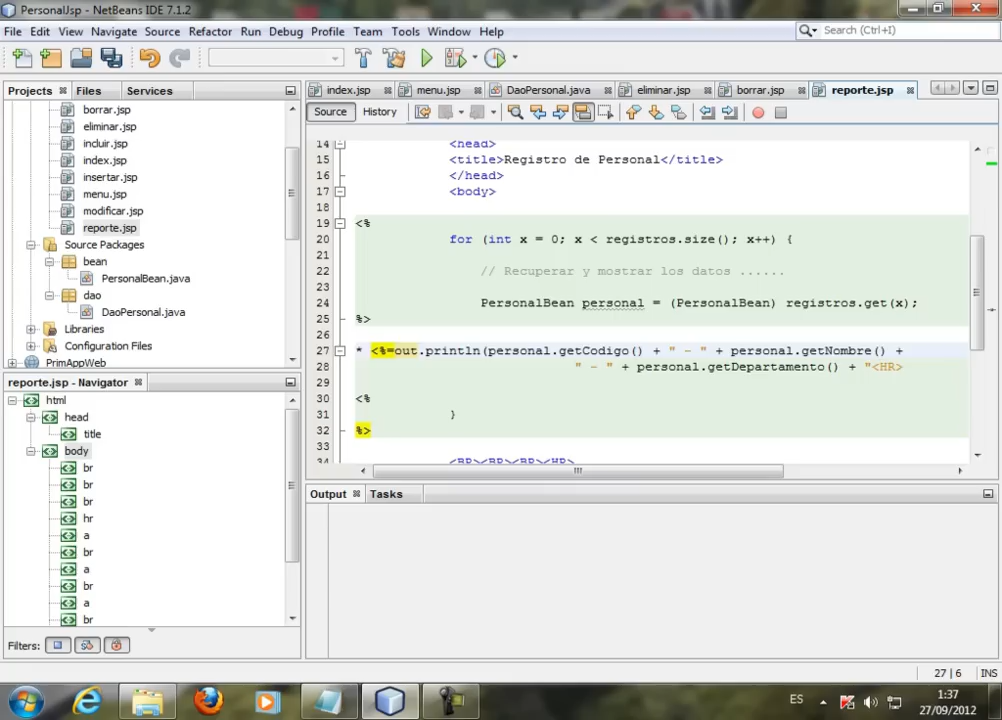 PersonalJsp - NetBeans IDE 7.1.2
File Edit View Navigate Source Refactor Run Debug Profile Team Tools Window Help
Search (Ctrl+I)
Projects Files Services
index.jsp menu.jsp DaoPersonal.java eliminar.jsp borrar.jsp reporte.jsp
Source History
borrar.jsp
eliminar.jsp
incluir.jsp
index.jsp
insertar.jsp
menu.jsp
modificar.jsp
reporte.jsp
Source Packages
bean
PersonalBean.java
dao
DaoPersonal.java
Libraries
Configuration Files
PrimAppWeb
14 <head>
15 <title>Registro de Personal</title>
16 </head>
17 <body>
18
19 <%
20 for (int x = 0; x < registros.size(); x++) {
21
22 // Recuperar y mostrar los datos ......
23
24 PersonalBean personal = (PersonalBean) registros.get(x);
25 %>
26
27 * <%=out.println(personal.getCodigo() + " - " + personal.getNombre() +
28 " - " + personal.getDepartamento() + "<HR>
29
30 <%
31 }
32 %>
33
34 <BR><BR><BR><HR>
reporte.jsp - Navigator
html
head
title
body
br
br
br
hr
a
br
a
br
a
br
Filters:
Output Tasks
27 | 6 INS
ES
1:37
27/09/2012